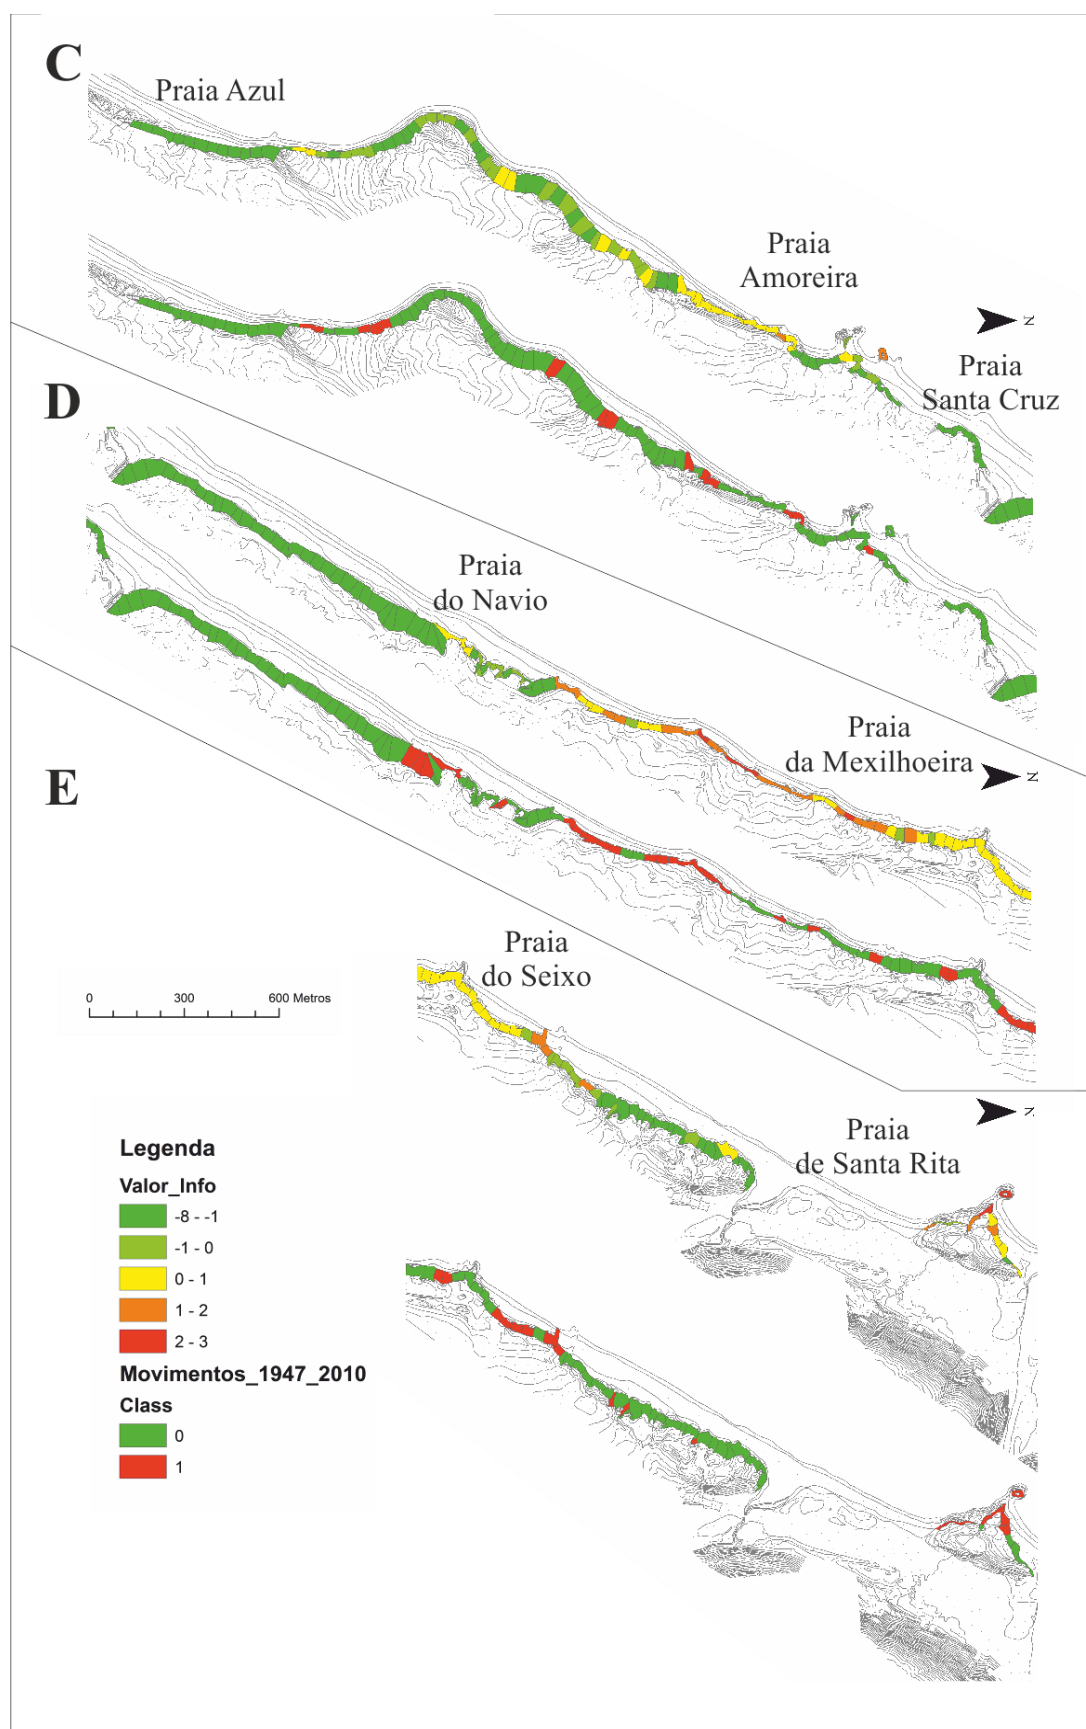 C
Praia Azul
Praia
Amoreira
N
Praia
Santa Cruz
D
Praia
do Navio
Praia
da Mexilhoeira
N
E
Praia
do Seixo
0 300 600 Metros
N
Praia
de Santa Rita
Legenda
Valor_Info
-8 - -1
-1 - 0
0 - 1
1 - 2
2 - 3
Movimentos_1947_2010
Class
0
1